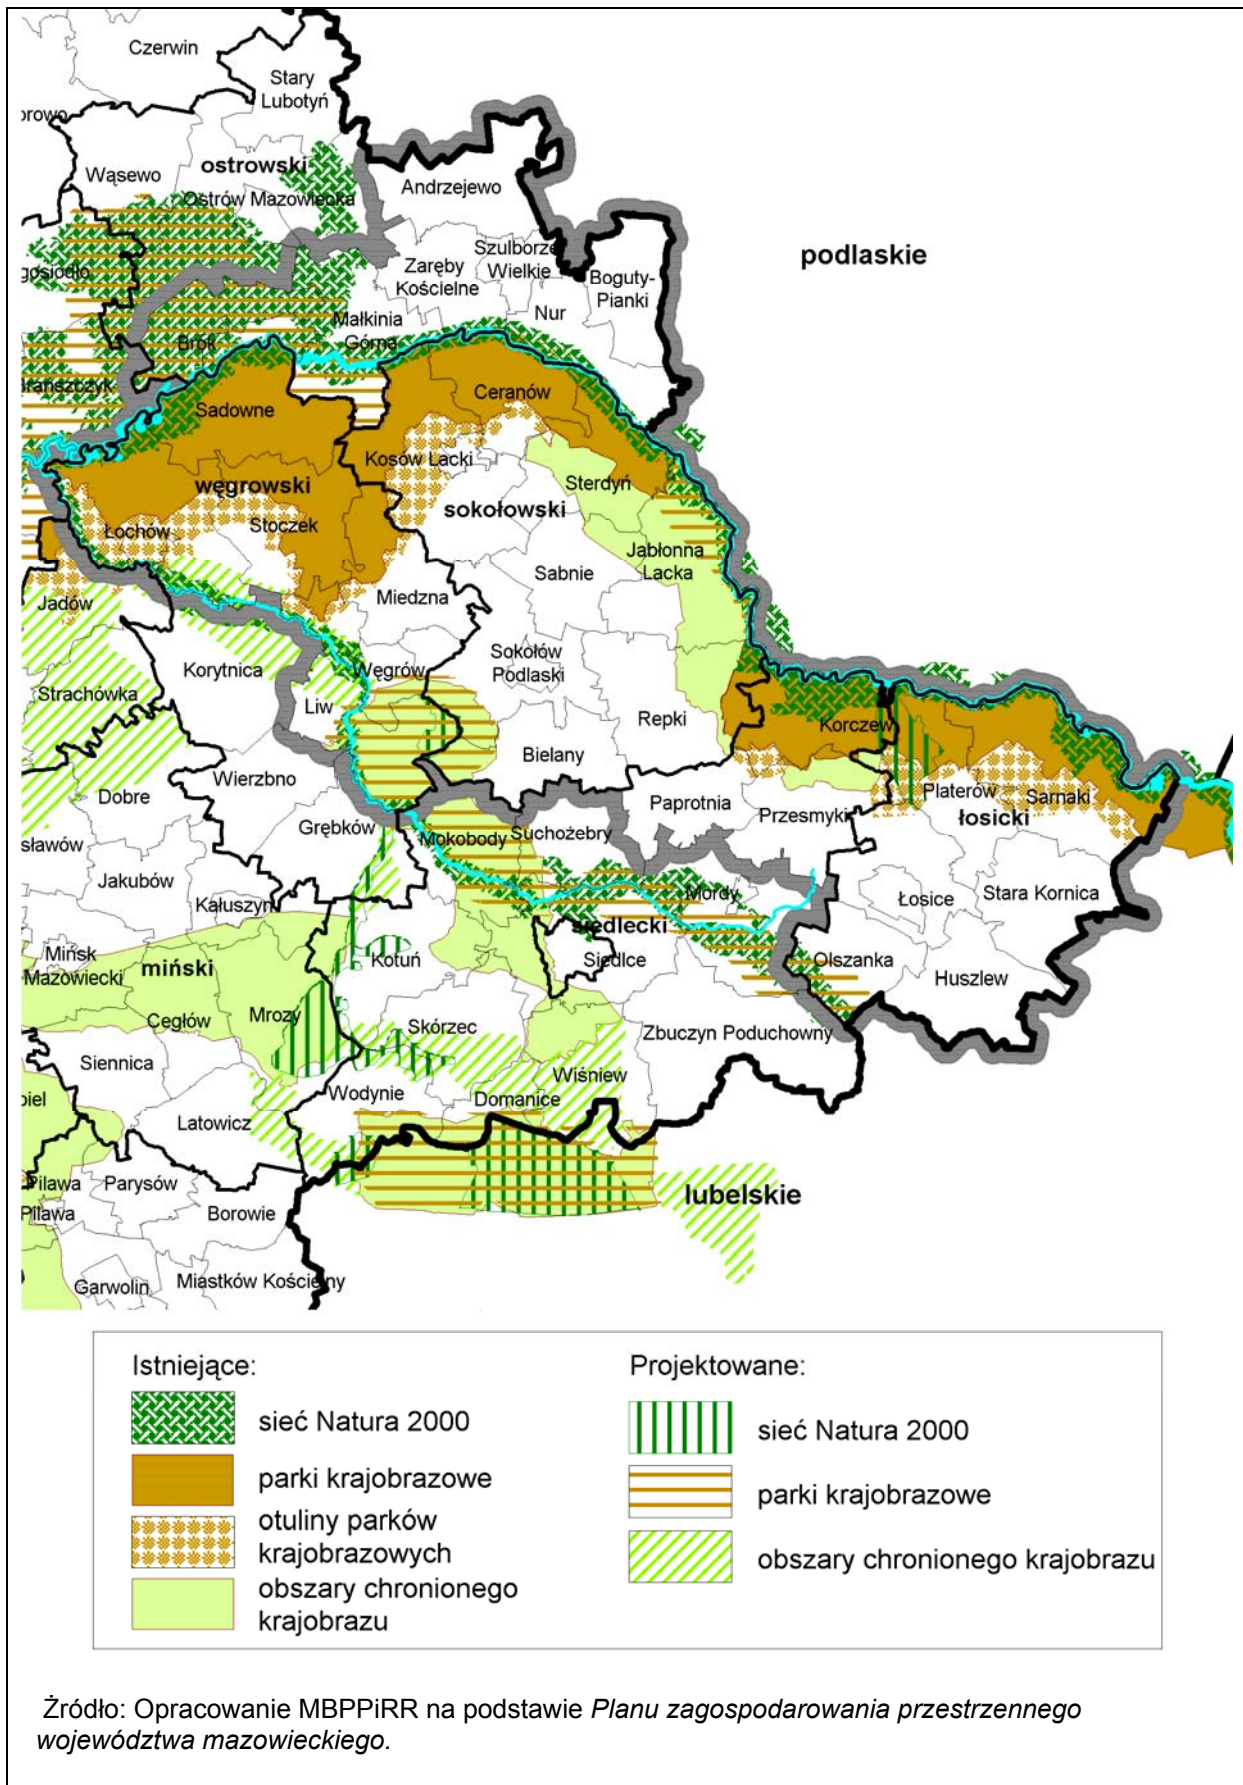 Czerwin
Stary
Lubotyń
orowo
Wąsewo
ostrowski
Ostrów Mazowiecka
Andrzejewo
Szulborze
Wielkie
Zaręby
Kościelne
Boguty-
Pianki
podlaskie
gosiodło
Nur
Małkinia
Górna
Brok
Brańszczyk
Sadowne
Ceranów
Kosów Lacki
węgrowski
Sterdyń
sokołowski
Łochów
Stoczek
Jabłonna
Lacka
Sabnie
Jadów
Miedzna
Korytnica
Węgrów
Sokołów
Podlaski
Strachówka
Liw
Repki
Korczew
Bielany
Wierzbno
Dobre
Paprotnia
Przesmyki
Platerów
Sarnaki
łosicki
Grębków
Mokobody
Suchożebry
sławów
Jakubów
Kałuszyn
Mordy
Łosice
Stara Kornica
siedlecki
Mińsk
Mazowiecki
miński
Kotuń
Siedlce
Olszanka
Huszlew
Cegłów
Mrozy
Skórzec
Zbuczyn Poduchowny
Siennica
Wiśniew
Wodynie
Domanice
biel
Latowicz
Pilawa
Parysów
lubelskie
Pilawa
Borowie
Garwolin
Miastków Kościelny
Istniejące:
sieć Natura 2000
parki krajobrazowe
otuliny parków
krajobrazowych
obszary chronionego
krajobrazu
Projektowane:
sieć Natura 2000
parki krajobrazowe
obszary chronionego krajobrazu
Żródło: Opracowanie MBPPiRR na podstawie Planu zagospodarowania przestrzennego
województwa mazowieckiego.